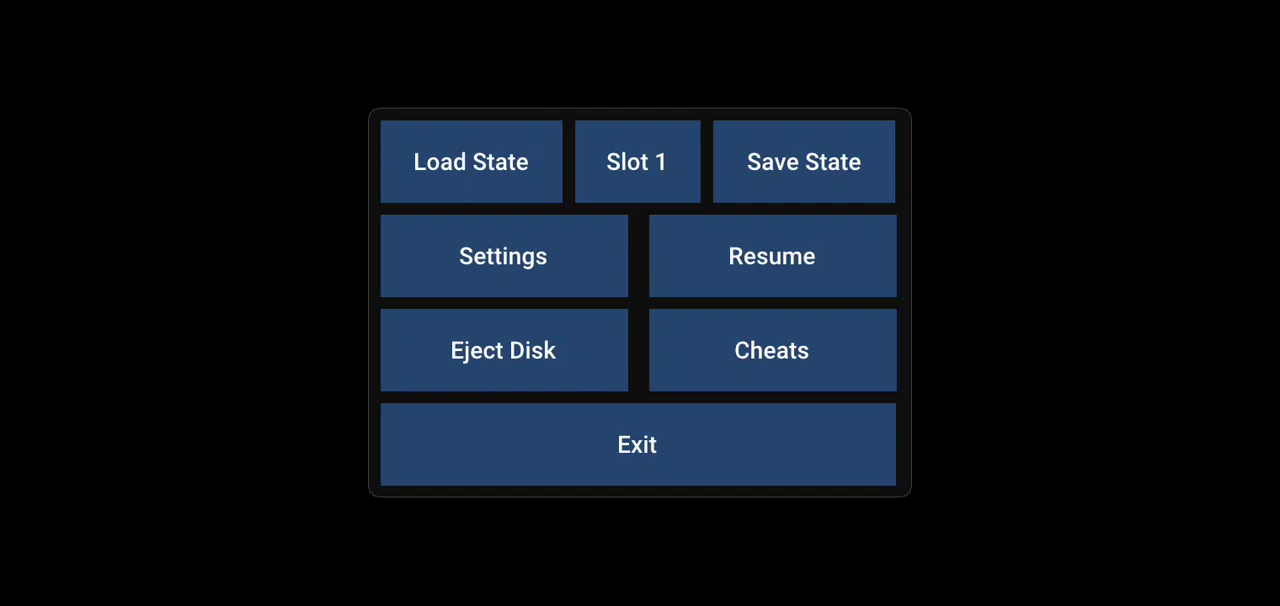 Load State
Slot 1
Save State
Settings
Resume
Eject Disk
Cheats
Exit